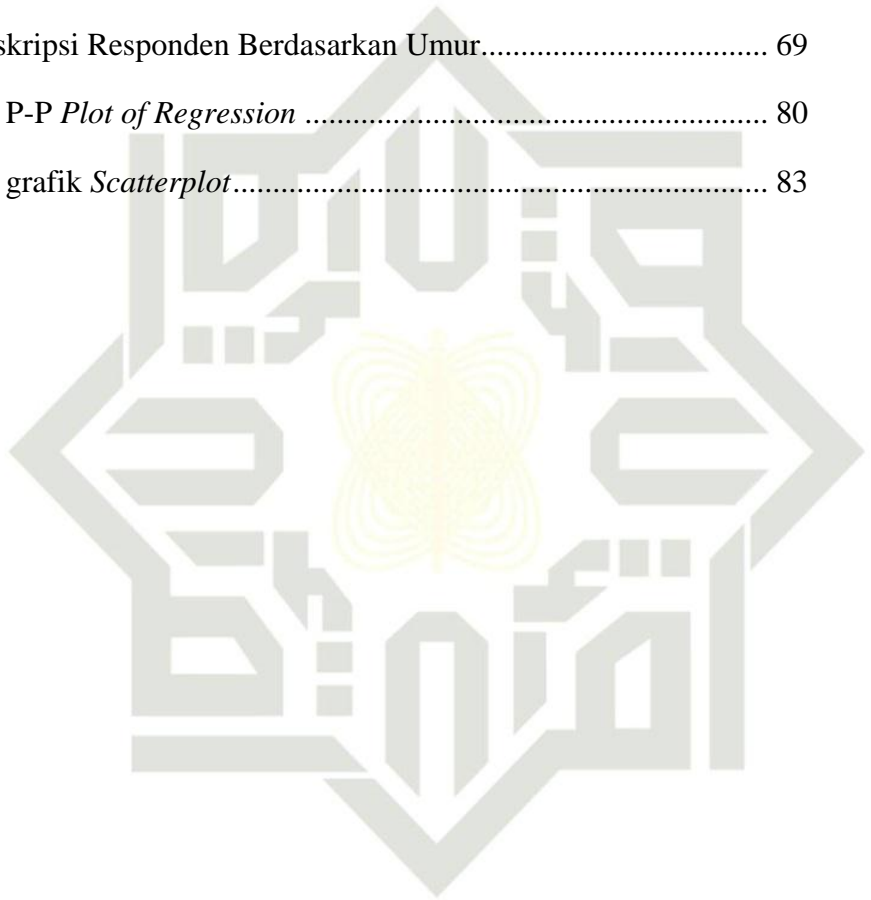 skripsi Responden Berdasarkan Umur.................................... 69
P-P Plot of Regression .......................................................... 80
grafik Scatterplot................................................................... 83